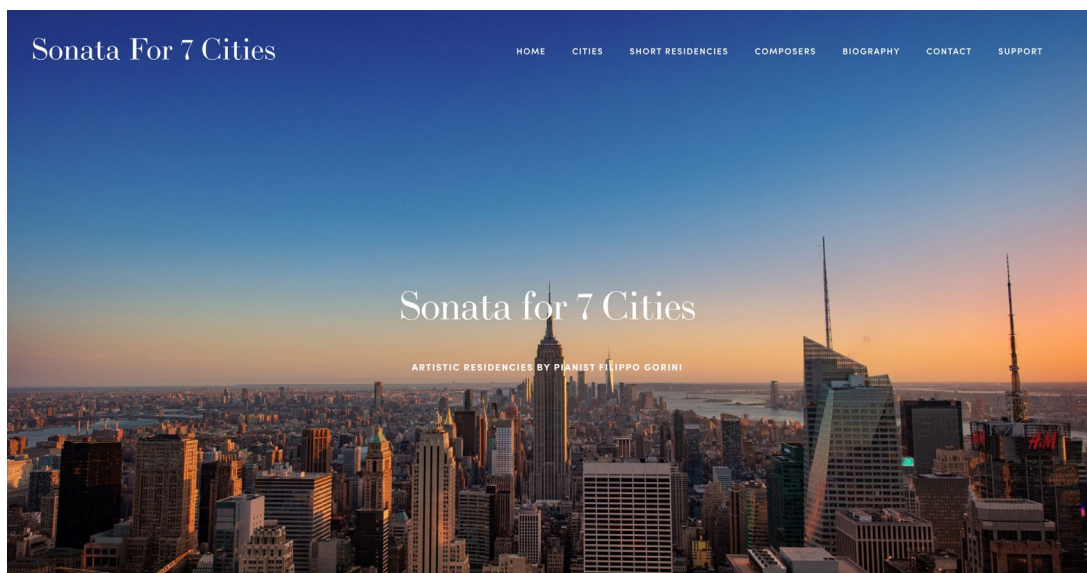 Sonata For 7 Cities
HOME CITIES SHORT RESIDENCIES COMPOSERS BIOGRAPHY CONTACT SUPPORT
Sonata for 7 Cities
ARTISTIC RESIDENCIES BY PIANIST FILIPPO GORINI
H&M